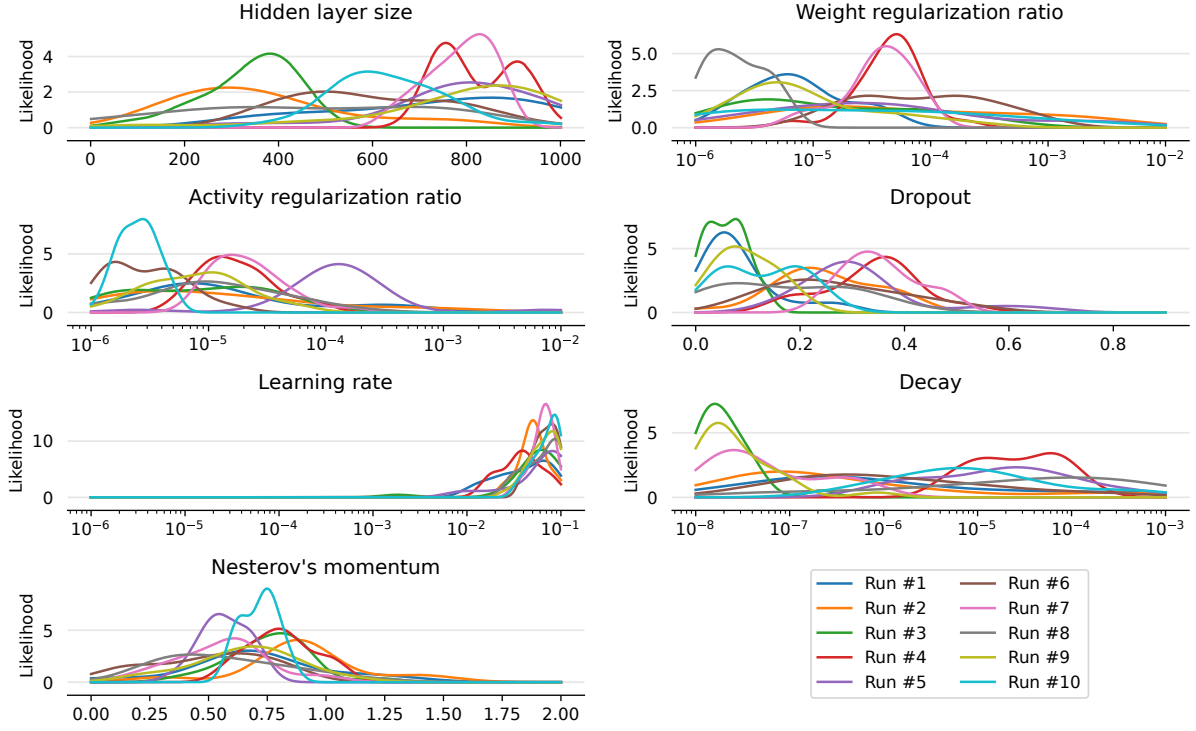 Hidden layer size
Likelihood
4
2
0
0 200 400 600 800 1000
Weight regularization ratio
Likelihood
5.0
2.5
0.0
10⁻⁶ 10⁻⁵ 10⁻⁴ 10⁻³ 10⁻²
Activity regularization ratio
Likelihood
5
0
10⁻⁶ 10⁻⁵ 10⁻⁴ 10⁻³ 10⁻²
Dropout
Likelihood
5
0
0.0 0.2 0.4 0.6 0.8
Learning rate
Likelihood
10
0
10⁻⁶ 10⁻⁵ 10⁻⁴ 10⁻³ 10⁻² 10⁻¹
Decay
Likelihood
5
0
10⁻⁸ 10⁻⁷ 10⁻⁶ 10⁻⁵ 10⁻⁴ 10⁻³
Nesterov's momentum
Likelihood
5
0
0.00 0.25 0.50 0.75 1.00 1.25 1.50 1.75 2.00
Run #1
Run #2
Run #3
Run #4
Run #5
Run #6
Run #7
Run #8
Run #9
Run #10